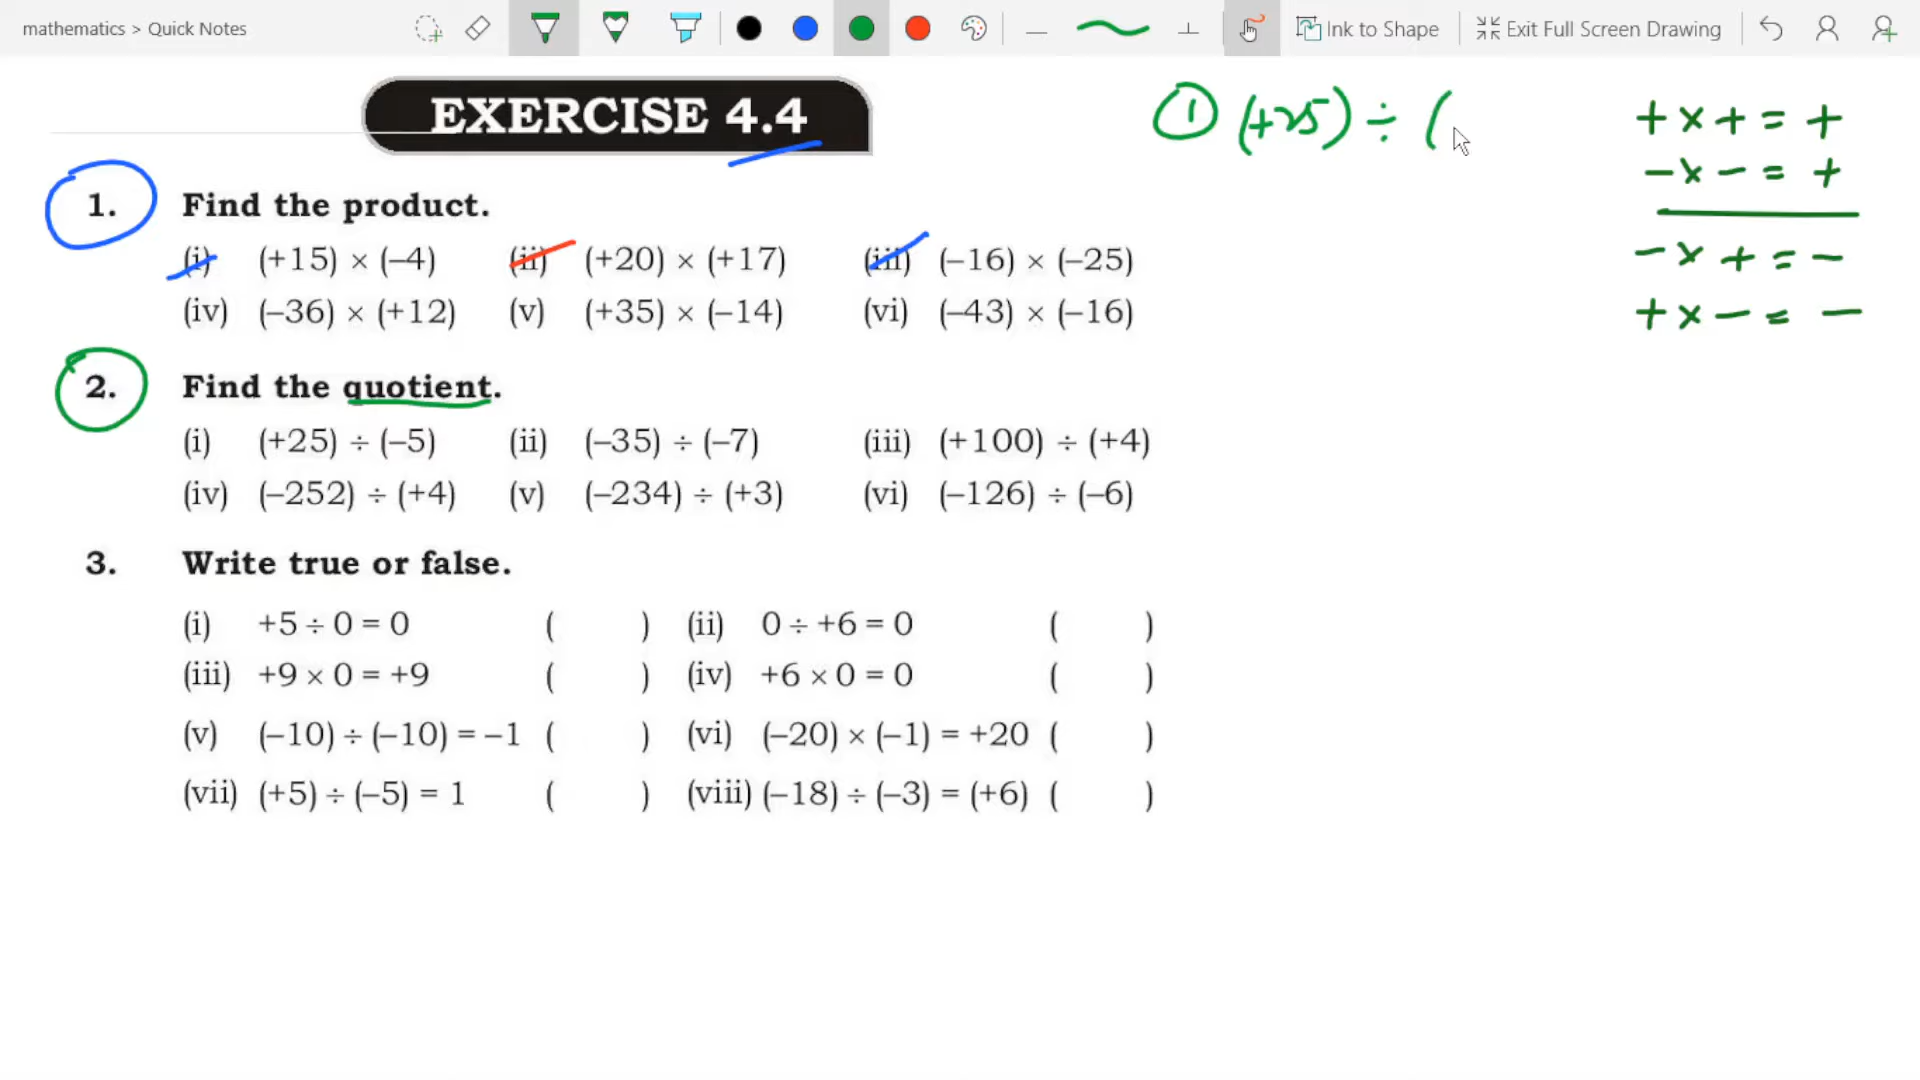 mathematics > Quick Notes
Ink to Shape
Exit Full Screen Drawing
EXERCISE 4.4
1. Find the product.
(i) (+15) × (–4) (ii) (+20) × (+17) (iii) (–16) × (–25)
(iv) (–36) × (+12) (v) (+35) × (–14) (vi) (–43) × (–16)
2. Find the quotient.
(i) (+25) ÷ (–5) (ii) (–35) ÷ (–7) (iii) (+100) ÷ (+4)
(iv) (–252) ÷ (+4) (v) (–234) ÷ (+3) (vi) (–126) ÷ (–6)
3. Write true or false.
(i) +5 ÷ 0 = 0 ( ) (ii) 0 ÷ +6 = 0 ( )
(iii) +9 × 0 = +9 ( ) (iv) +6 × 0 = 0 ( )
(v) (–10) ÷ (–10) = –1 ( ) (vi) (–20) × (–1) = +20 ( )
(vii) (+5) ÷ (–5) = 1 ( ) (viii) (–18) ÷ (–3) = (+6) ( )
① (+25) ÷ (
+ × + = +
– × – = +
– × + = –
+ × – = –